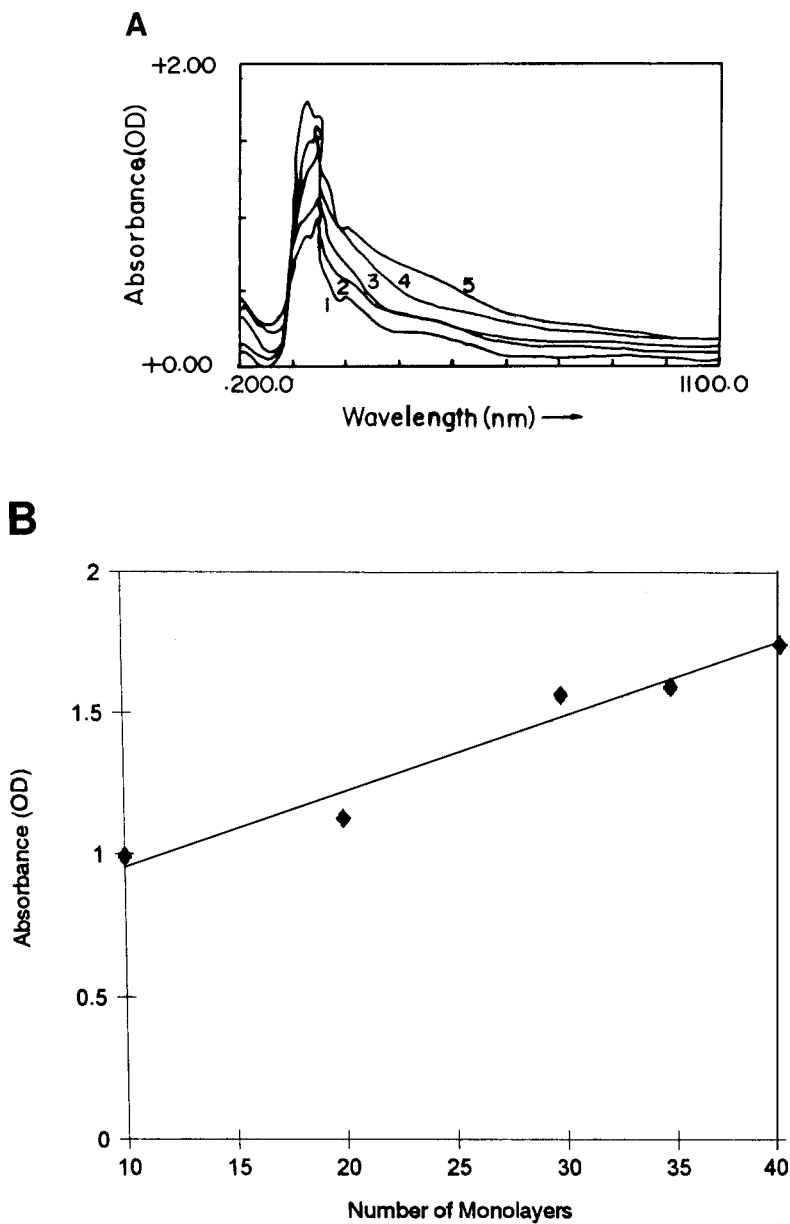 A
+2.00
Absorbance(OD)
1
2
3
4
5
+0.00
.200.0
1100.0
Wavelength (nm) →
B
2
1.5
1
0.5
0
Absorbance (OD)
10 15 20 25 30 35 40
Number of Monolayers